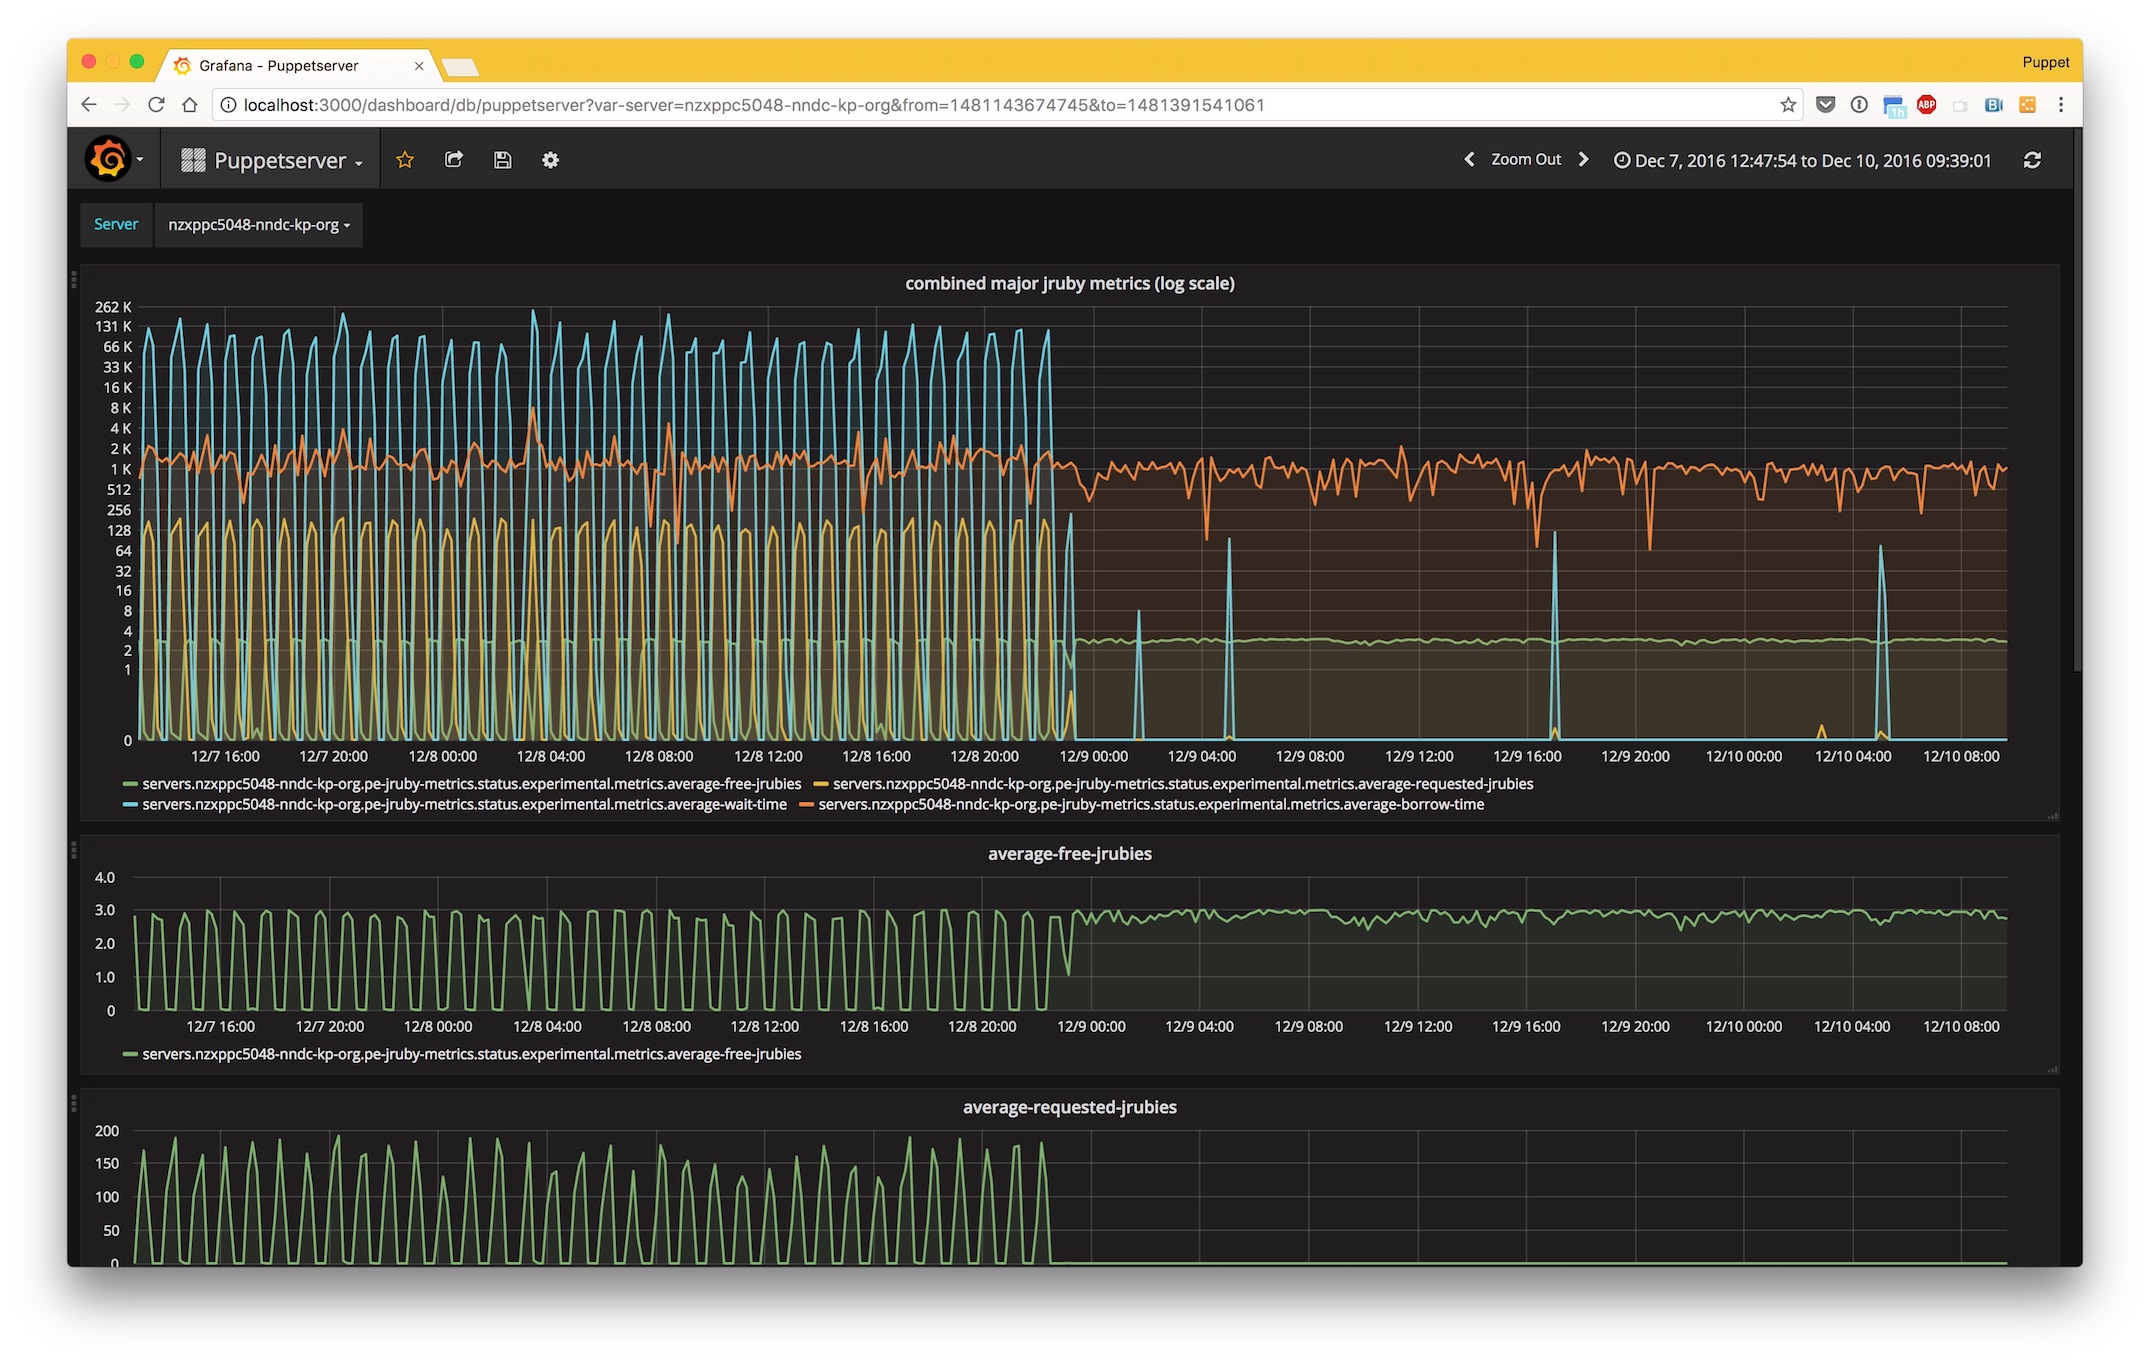 Grafana - Puppetserver
Puppet
localhost:3000/dashboard/db/puppetserver?var-server=nzxppc5048-nndc-kp-org&from=1481143674745&to=1481391541061
1h
ABP
Puppetserver
Zoom Out
Dec 7, 2016 12:47:54 to Dec 10, 2016 09:39:01
Server
nzxppc5048-nndc-kp-org
combined major jruby metrics (log scale)
262 K
131 K
66 K
33 K
16 K
8 K
4 K
2 K
1 K
512
256
128
64
32
16
8
4
2
1
0
12/7 16:00 12/7 20:00 12/8 00:00 12/8 04:00 12/8 08:00 12/8 12:00 12/8 16:00 12/8 20:00 12/9 00:00 12/9 04:00 12/9 08:00 12/9 12:00 12/9 16:00 12/9 20:00 12/10 00:00 12/10 04:00 12/10 08:00
servers.nzxppc5048-nndc-kp-org.pe-jruby-metrics.status.experimental.metrics.average-free-jrubies servers.nzxppc5048-nndc-kp-org.pe-jruby-metrics.status.experimental.metrics.average-requested-jrubies
servers.nzxppc5048-nndc-kp-org.pe-jruby-metrics.status.experimental.metrics.average-wait-time servers.nzxppc5048-nndc-kp-org.pe-jruby-metrics.status.experimental.metrics.average-borrow-time
average-free-jrubies
4.0
3.0
2.0
1.0
0
12/7 16:00 12/7 20:00 12/8 00:00 12/8 04:00 12/8 08:00 12/8 12:00 12/8 16:00 12/8 20:00 12/9 00:00 12/9 04:00 12/9 08:00 12/9 12:00 12/9 16:00 12/9 20:00 12/10 00:00 12/10 04:00 12/10 08:00
servers.nzxppc5048-nndc-kp-org.pe-jruby-metrics.status.experimental.metrics.average-free-jrubies
average-requested-jrubies
200
150
100
50
0